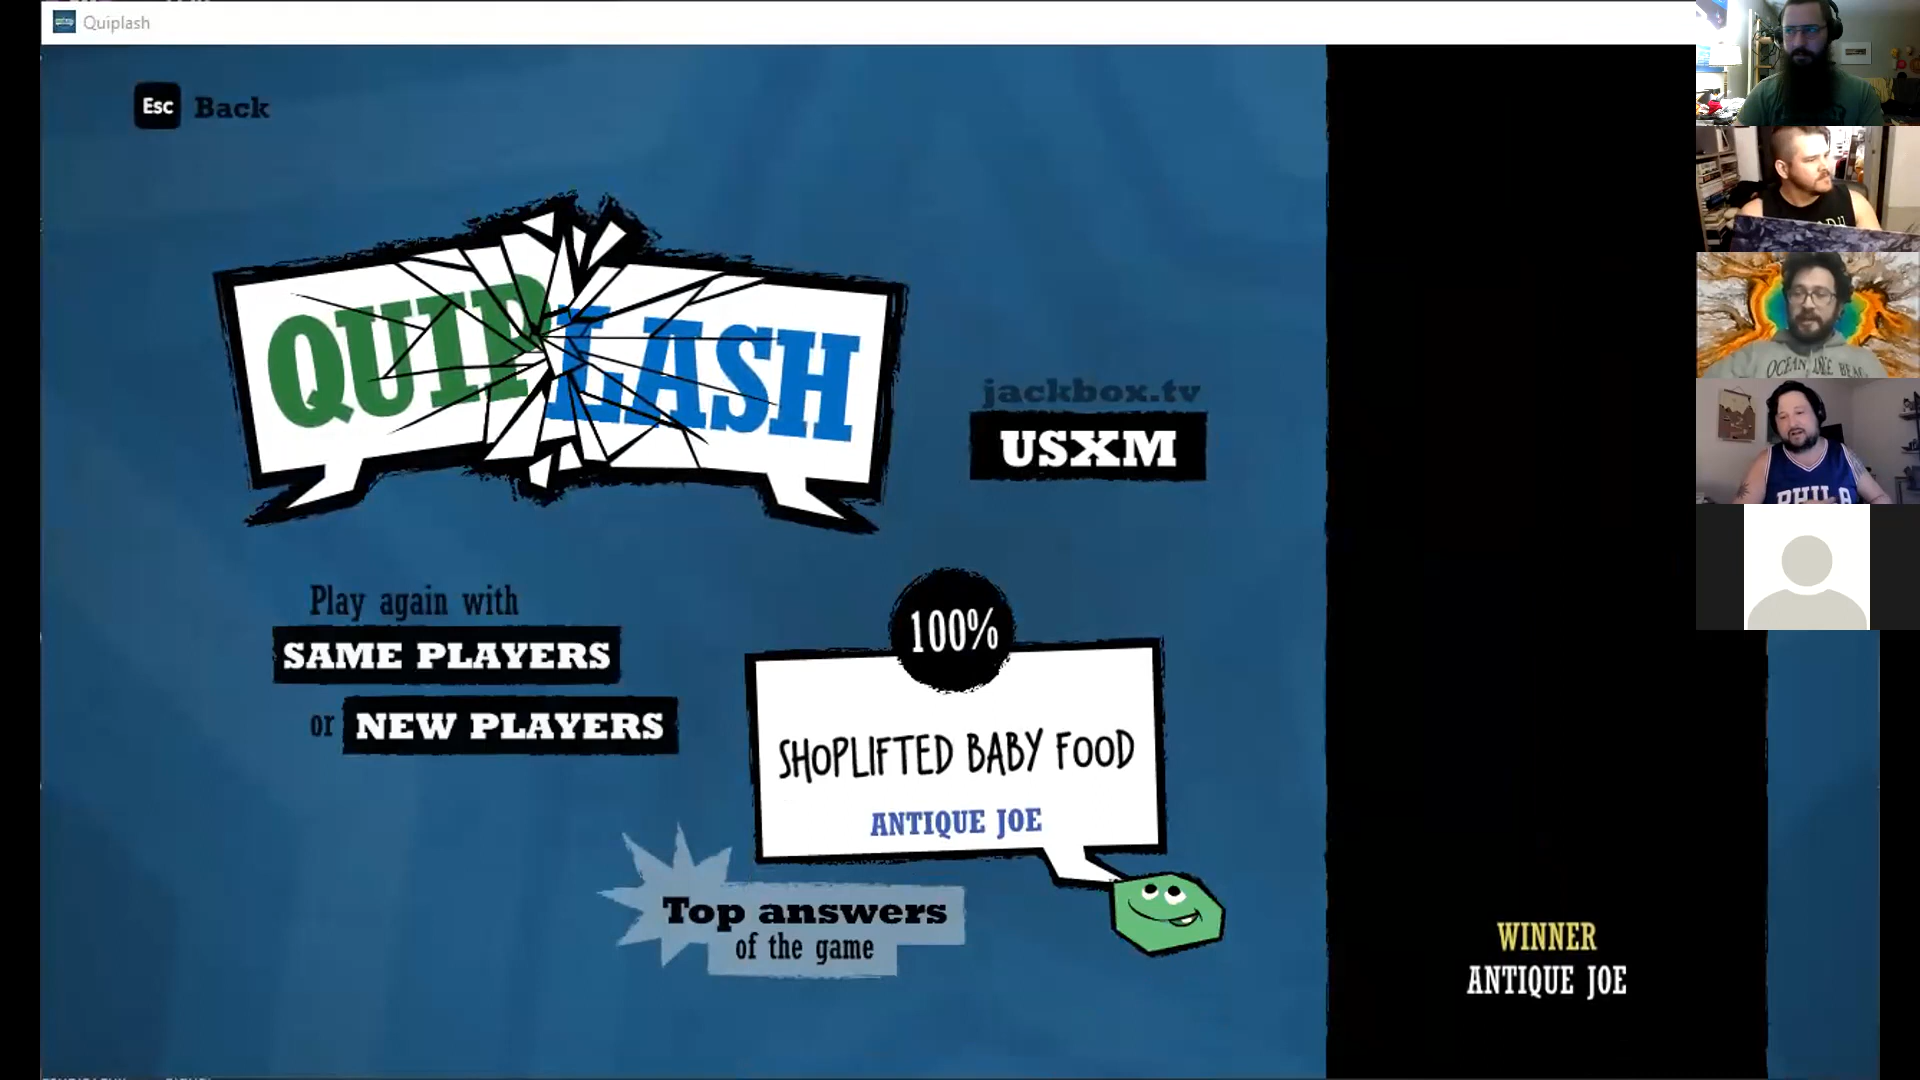 Quiplash
Esc Back
QUIPLASH
jackbox.tv
USXM
Play again with
SAME PLAYERS
or NEW PLAYERS
100%
SHOPLIFTED BABY FOOD
ANTIQUE JOE
Top answers
of the game
WINNER
ANTIQUE JOE
PHILA